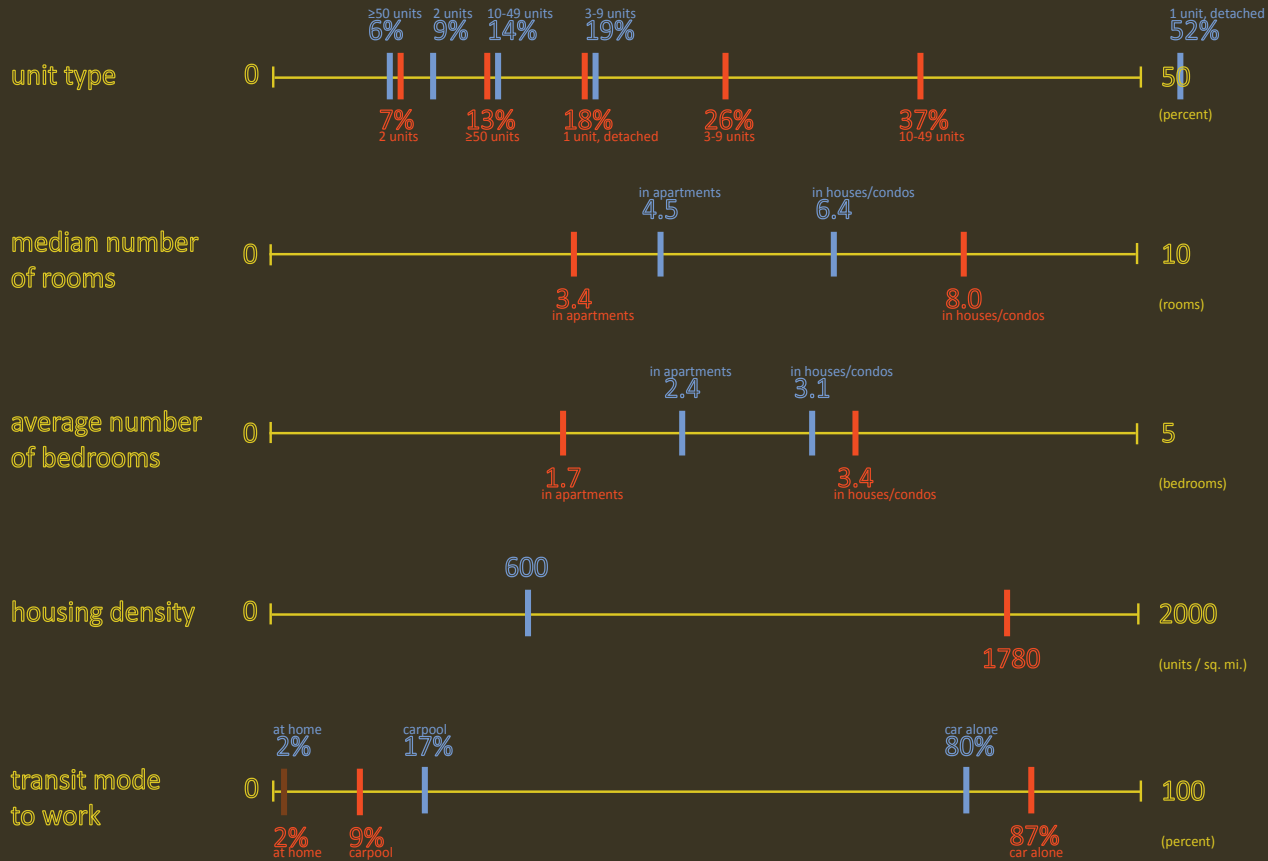 ≥50 units 2 units 10-49 units 3-9 units 1 unit, detached
6% 9% 14% 19% 52%
unit type 0 50
(percent)
7% 13% 18% 26% 37%
2 units ≥50 units 1 unit, detached 3-9 units 10-49 units
in apartments in houses/condos
4.5 6.4
median number
of rooms
0 10
3.4 8.0
(rooms)
in apartments in houses/condos
in apartments in houses/condos
2.4 3.1
average number
of bedrooms
0 5
1.7 3.4
(bedrooms)
in apartments in houses/condos
600
housing density 0 2000
1780
(units / sq. mi.)
at home carpool car alone
2% 17% 80%
transit mode
to work
0 100
2% 9% 87%
(percent)
at home carpool car alone